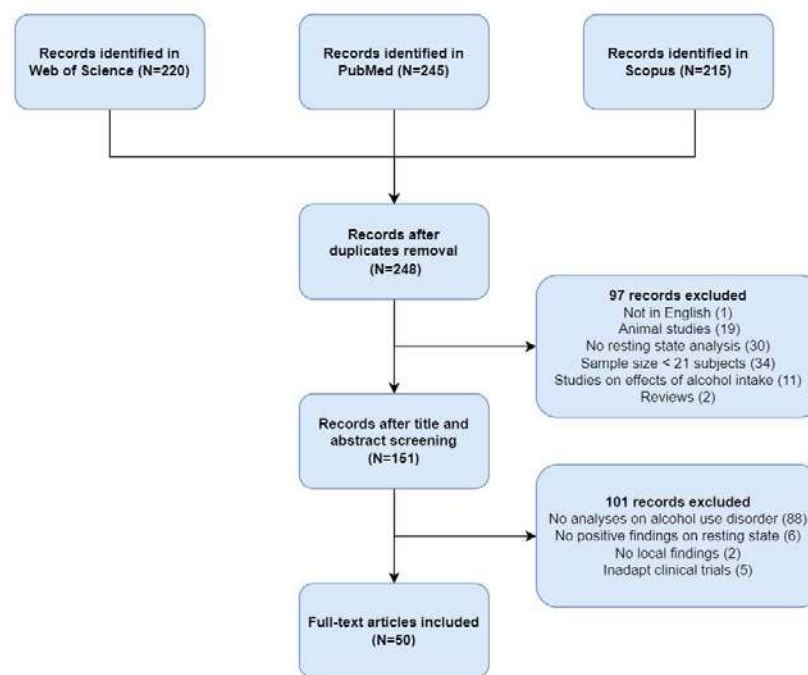 Records identified in
Web of Science (N=220)
Records identified in
PubMed (N=245)
Records identified in
Scopus (N=215)
Records after
duplicates removal
(N=248)
97 records excluded
Not in English (1)
Animal studies (19)
No resting state analysis (30)
Sample size < 21 subjects (34)
Studies on effects of alcohol intake (11)
Reviews (2)
Records after title and
abstract screening
(N=151)
101 records excluded
No analyses on alcohol use disorder (88)
No positive findings on resting state (6)
No local findings (2)
Inadapt clinical trials (5)
Full-text articles included
(N=50)